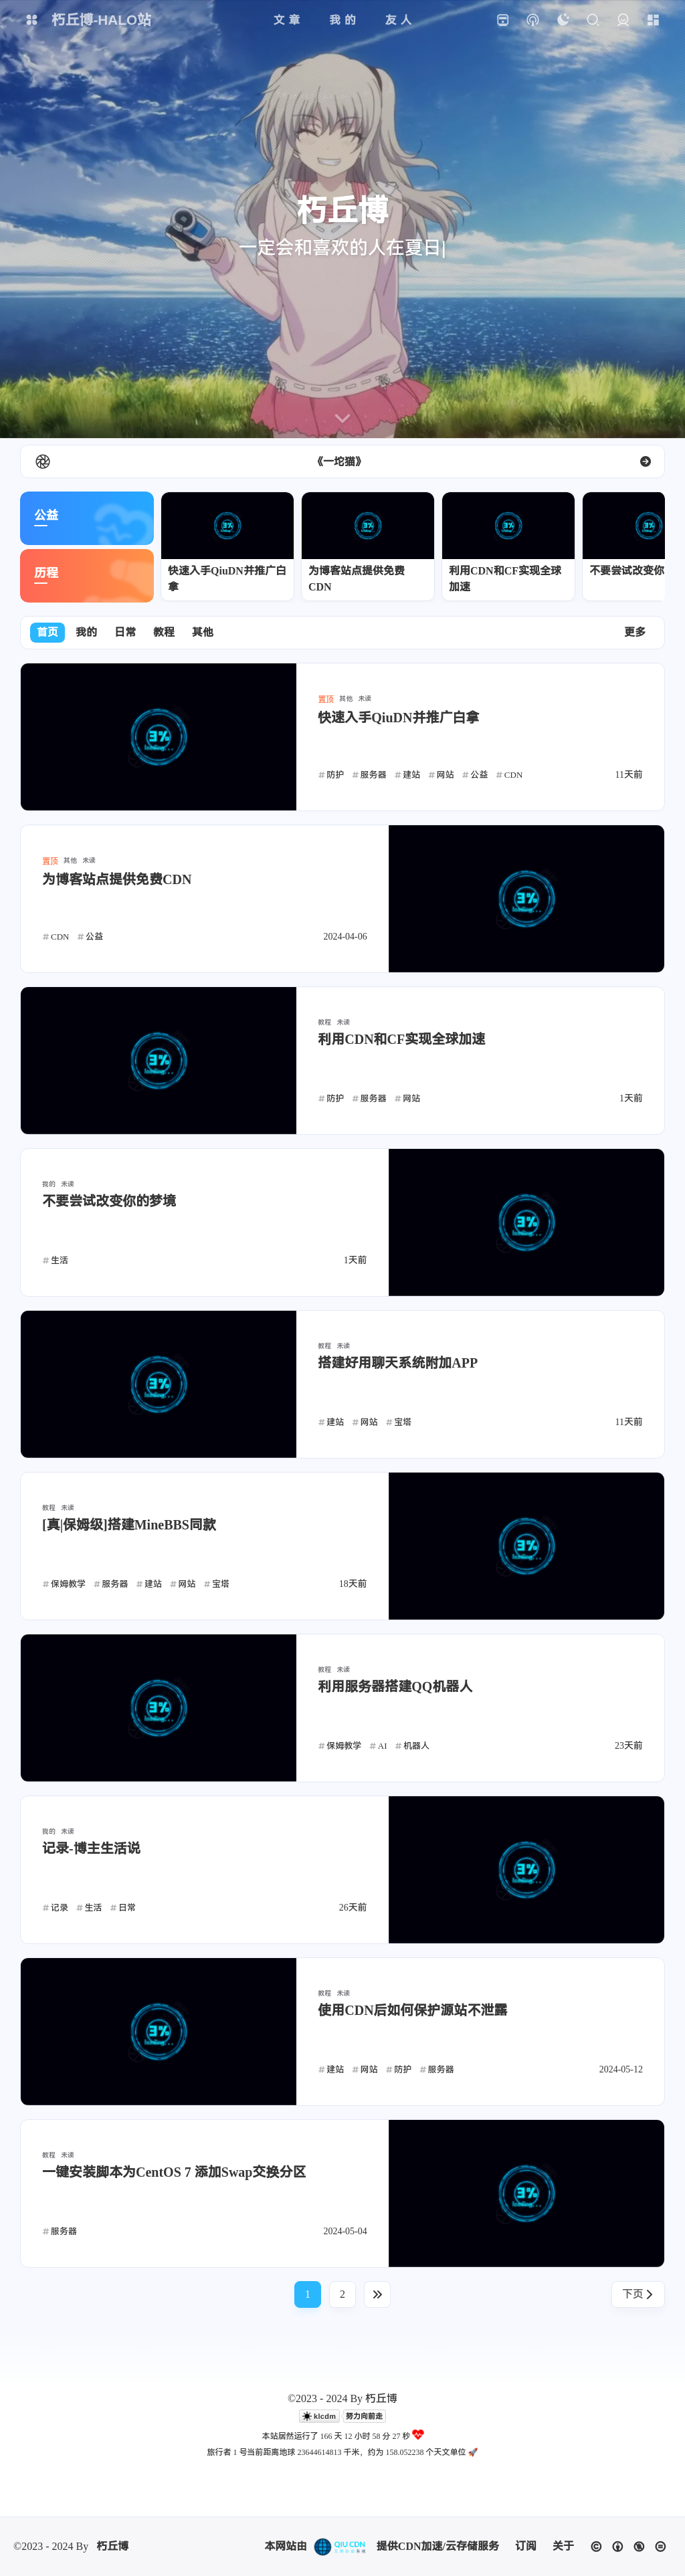 朽丘博-HALO站
文章 我的 友人
朽丘博
一定会和喜欢的人在夏日|
《一坨猫》
公益
历程
3%
快速入手QiuDN并推广白拿
3%
为博客站点提供免费CDN
3%
利用CDN和CF实现全球加速
3%
不要尝试改变你
首页 我的 日常 教程 其他 更多
3%
loading...
置顶 其他 未读
快速入手QiuDN并推广白拿
# 防护 # 服务器 # 建站 # 网站 # 公益 # CDN 11天前
置顶 其他 未读
为博客站点提供免费CDN
# CDN # 公益 2024-04-06
3%
loading...
3%
loading...
教程 未读
利用CDN和CF实现全球加速
# 防护 # 服务器 # 网站 1天前
我的 未读
不要尝试改变你的梦境
# 生活 1天前
3%
loading...
3%
loading...
教程 未读
搭建好用聊天系统附加APP
# 建站 # 网站 # 宝塔 11天前
教程 未读
[真|保姆级]搭建MineBBS同款
# 保姆教学 # 服务器 # 建站 # 网站 # 宝塔 18天前
3%
loading...
3%
loading...
教程 未读
利用服务器搭建QQ机器人
# 保姆教学 # AI # 机器人 23天前
我的 未读
记录-博主生活说
# 记录 # 生活 # 日常 26天前
3%
loading...
3%
loading...
教程 未读
使用CDN后如何保护源站不泄露
# 建站 # 网站 # 防护 # 服务器 2024-05-12
教程 未读
一键安装脚本为CentOS 7 添加Swap交换分区
# 服务器 2024-05-04
3%
loading...
1 2 下页
©2023 - 2024 By 朽丘博
klcdm 努力向前走
本站居然运行了 166 天 12 小时 58 分 27 秒
旅行者 1 号当前距离地球 23644614813 千米，约为 158.052238 个天文单位 🚀
©2023 - 2024 By 朽丘博
本网站由 QIU CDN 提供CDN加速/云存储服务 订阅 关于